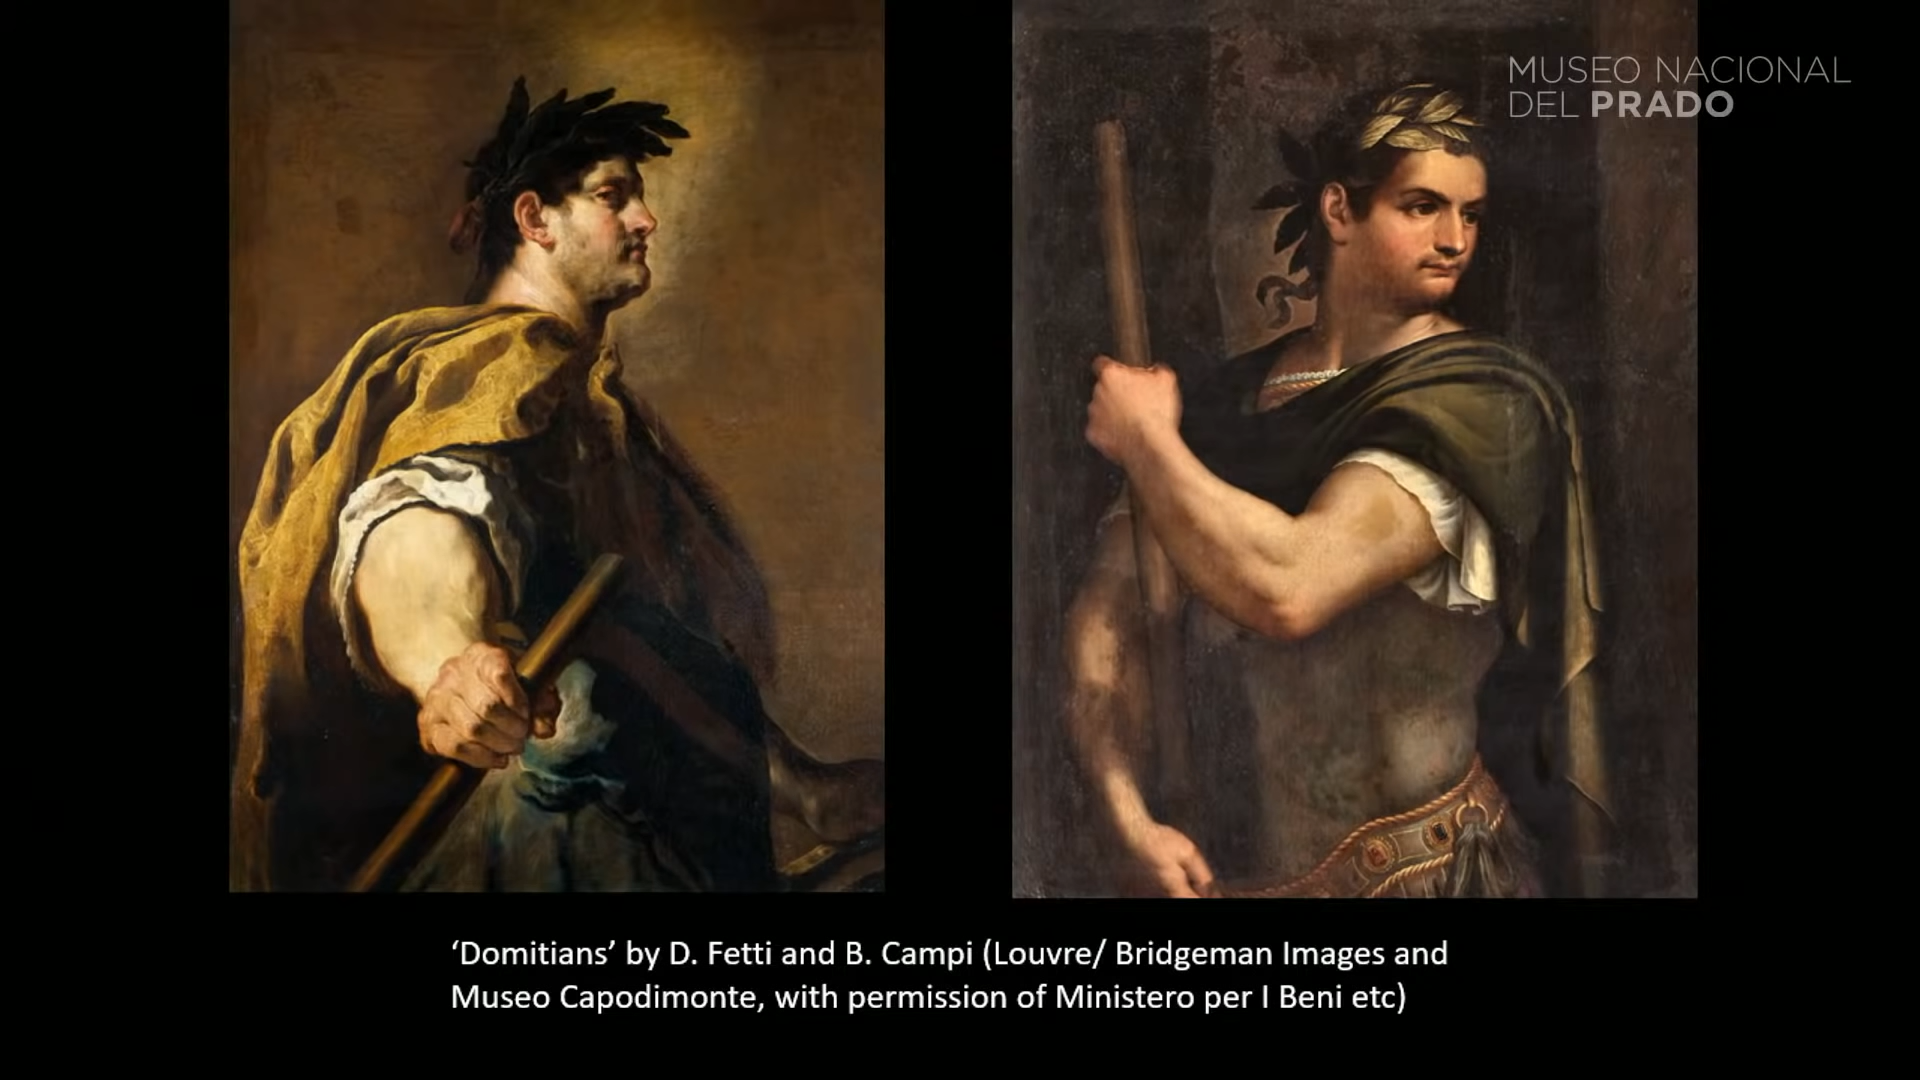 MUSEO NACIONAL
DEL PRADO
‘Domitians’ by D. Fetti and B. Campi (Louvre/ Bridgeman Images and
Museo Capodimonte, with permission of Ministero per I Beni etc)